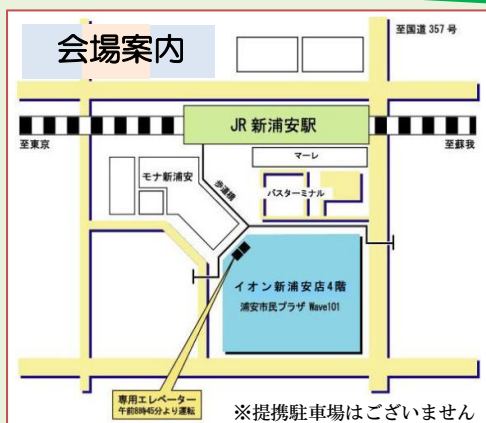 会場案内
至国道357号
JR新浦安駅
至東京
至蘇我
マーレ
モナ新浦安
歩道橋
バスターミナル
イオン新浦安店4階
浦安市民プラザ Wave101
専用エレベーター
午前8時45分より運転
※提携駐車場はございません